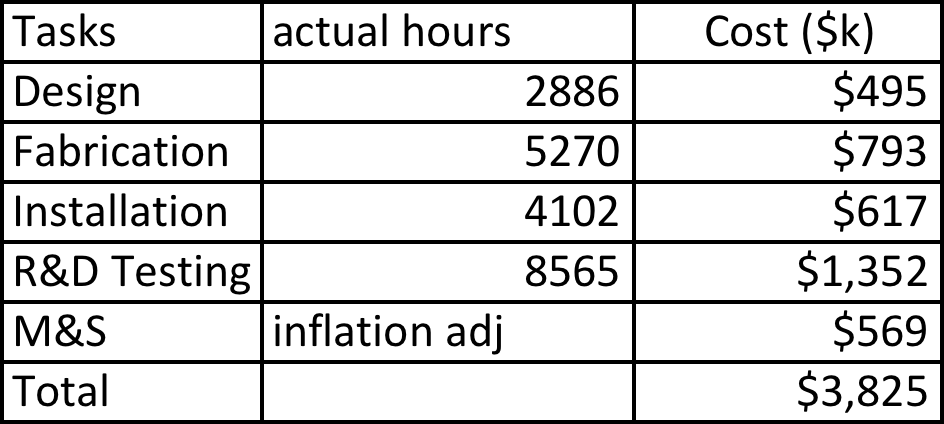 Tasks actual hours Cost ($k)
Design 2886 $495
Fabrication 5270 $793
Installation 4102 $617
R&D Testing 8565 $1,352
M&S inflation adj $569
Total $3,825